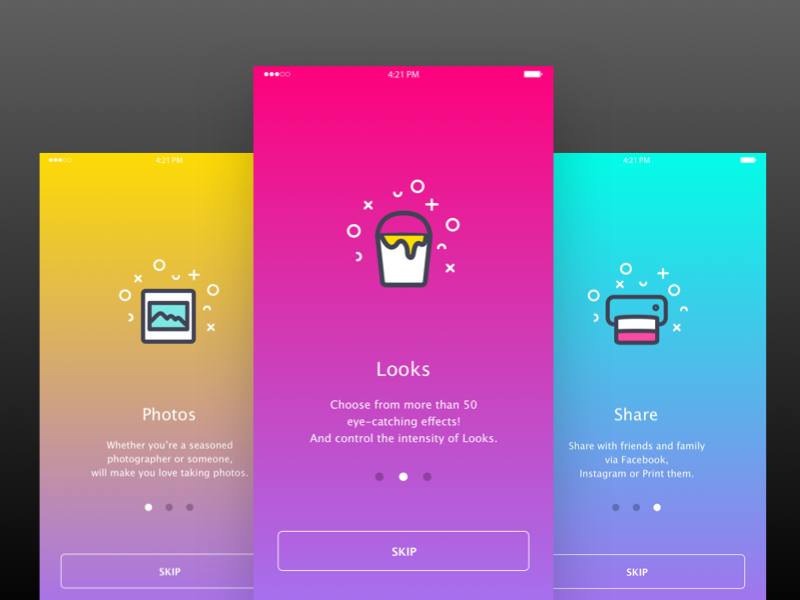 4:21 PM
Photos
Whether you're a seasoned
photographer or someone,
will make you love taking photos.
SKIP
4:21 PM
Looks
Choose from more than 50
eye-catching effects!
And control the intensity of Looks.
SKIP
4:21 PM
Share
Share with friends and family
via Facebook,
Instagram or Print them.
SKIP